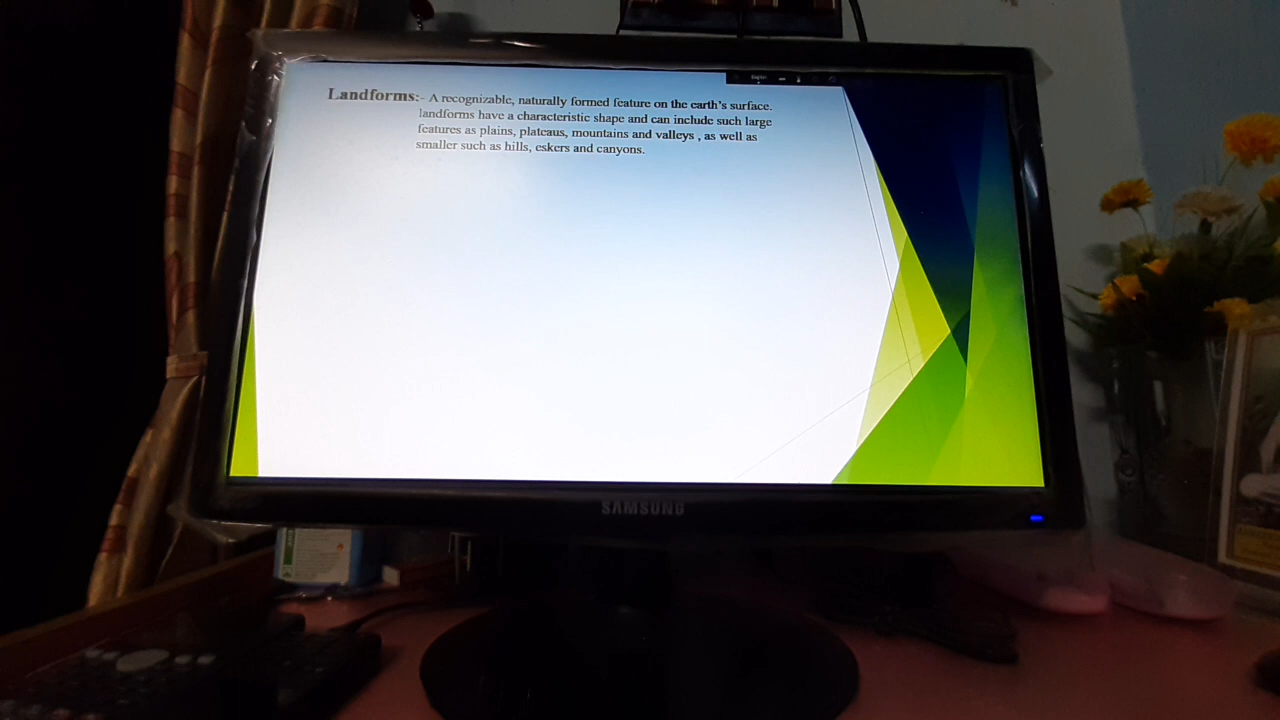 English
Landforms:- A recognizable, naturally formed feature on the earth's surface.
landforms have a characteristic shape and can include such large
features as plains, plateaus, mountains and valleys , as well as
smaller such as hills, eskers and canyons.
SAMSUNG